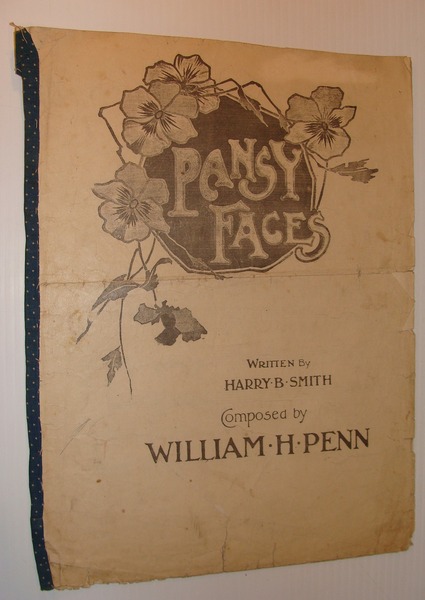 PANSY
FACES
WRITTEN BY
HARRY·B·SMITH
Composed by
WILLIAM·H·PENN